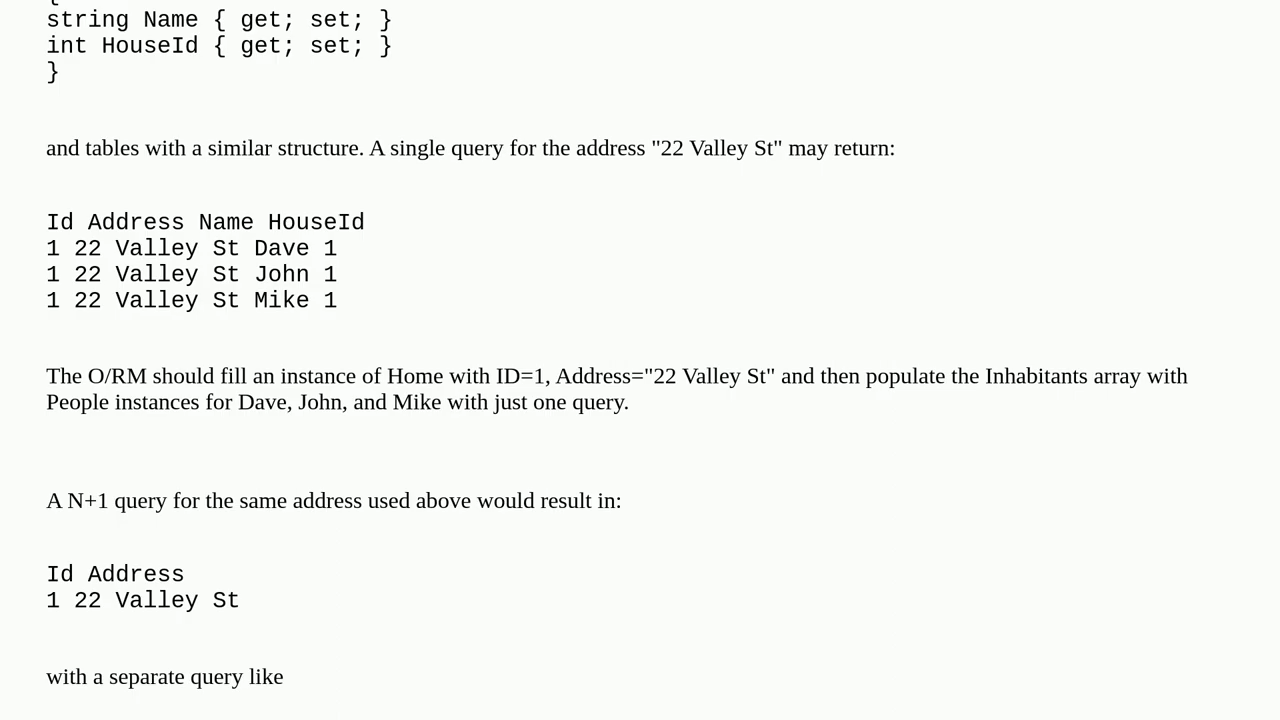 {
string Name { get; set; }
int HouseId { get; set; }
}
and tables with a similar structure. A single query for the address "22 Valley St" may return:
Id Address Name HouseId
1 22 Valley St Dave 1
1 22 Valley St John 1
1 22 Valley St Mike 1
The O/RM should fill an instance of Home with ID=1, Address="22 Valley St" and then populate the Inhabitants array with
People instances for Dave, John, and Mike with just one query.
A N+1 query for the same address used above would result in:
Id Address
1 22 Valley St
with a separate query like